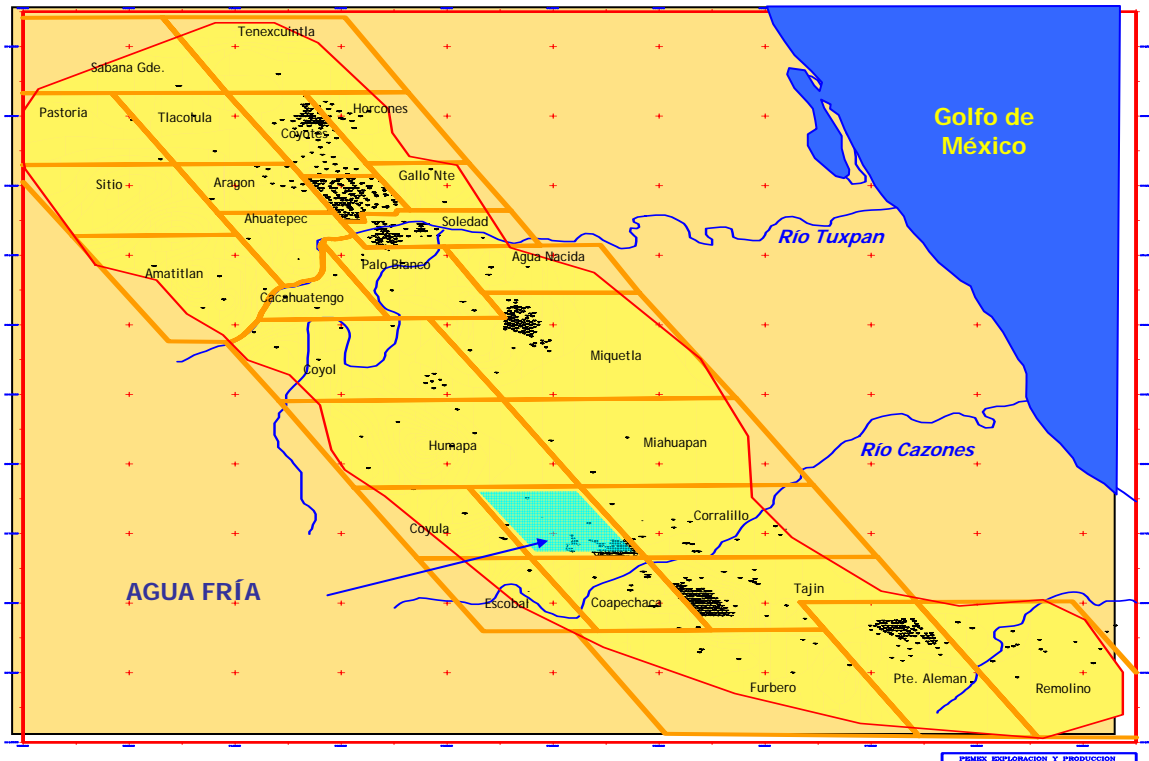 Tenexcuintla
Sabana Gde.
Pastoria
Tlacolula
Horcones
Coyotes
Golfo de
México
Sitio
Aragon
Gallo Nte
Ahuatepec
Soledad
Río Tuxpan
Amatitlan
Palo Blanco
Agua Nacida
Cacahuatengo
Miquetla
Coyol
Humapa
Miahuapan
Río Cazones
Coyula
Corralillo
AGUA FRÍA
Escobal
Coapechaca
Tajin
Furbero
Pte. Aleman
Remolino
PEMEX EXPLORACION Y PRODUCCION